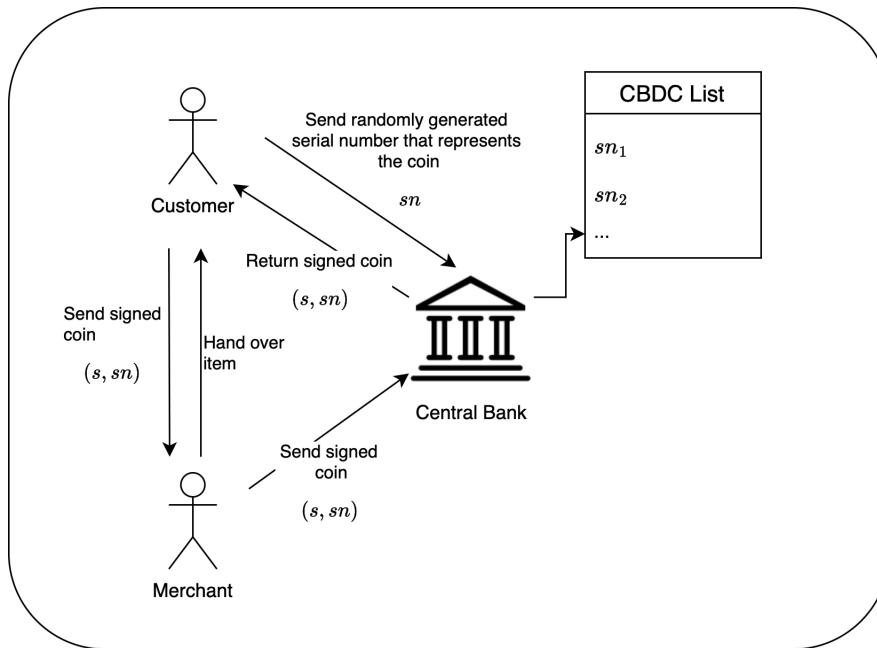 CBDC List
sn₁
sn₂
...
Send randomly generated
serial number that represents
the coin
sn
Customer
Return signed coin
(s, sn)
Send signed
coin
(s, sn)
Hand over
item
Central Bank
Send signed
coin
(s, sn)
Merchant